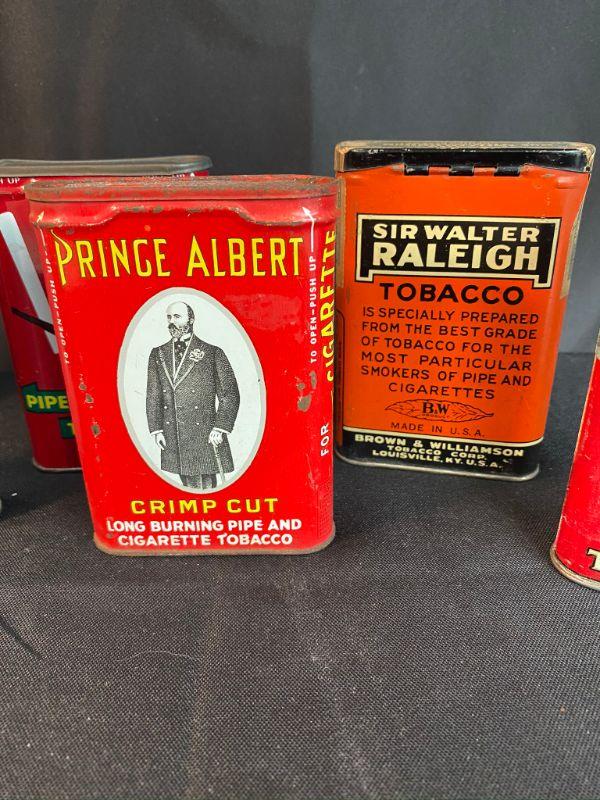 PRINCE ALBERT
CRIMP CUT
LONG BURNING PIPE AND
CIGARETTE TOBACCO
TO OPEN-PUSH UP
TO OPEN-PUSH UP
FOR CIGARETTE
PIPE
SIR WALTER
RALEIGH
TOBACCO
IS SPECIALLY PREPARED
FROM THE BEST GRADE
OF TOBACCO FOR THE
MOST PARTICULAR
SMOKERS OF PIPE AND
CIGARETTES
B&W
MADE IN U.S.A.
BROWN & WILLIAMSON
TOBACCO CORP.
LOUISVILLE, KY. U.S.A.